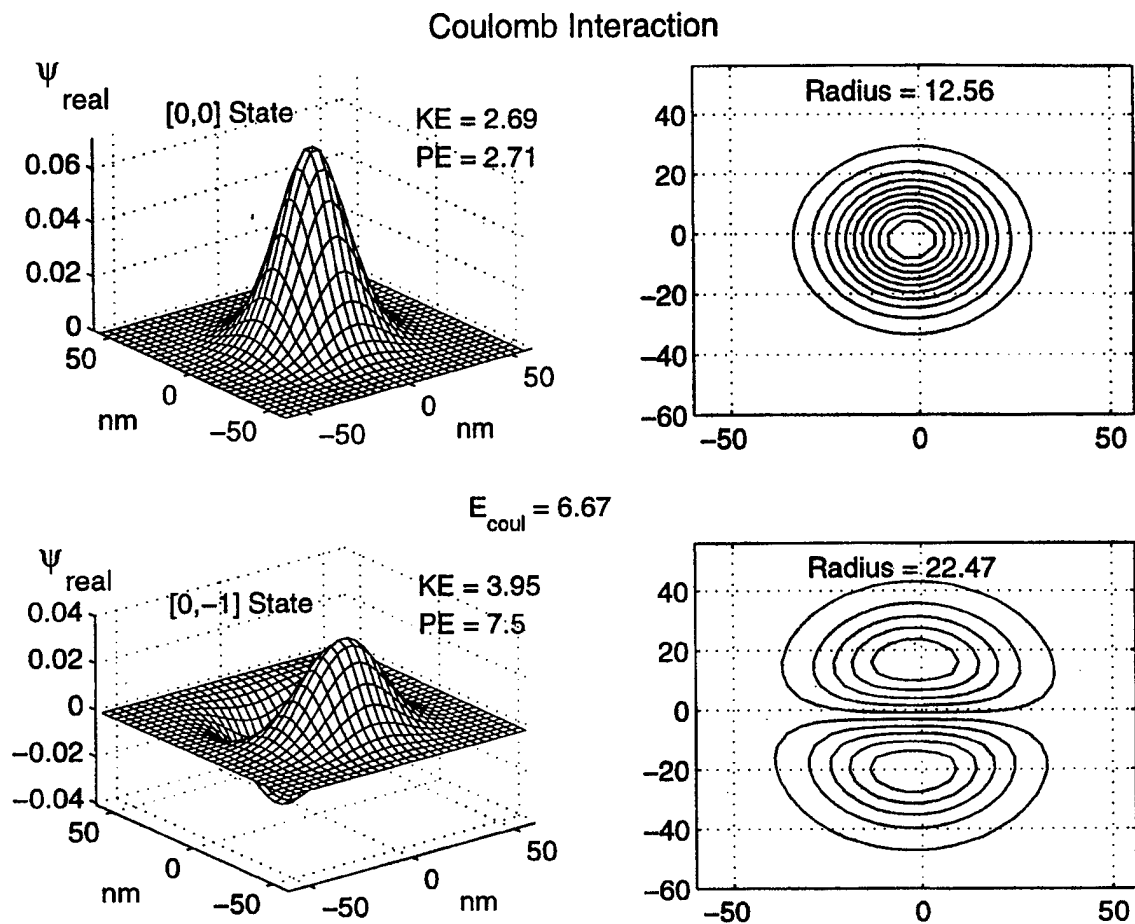 Coulomb Interaction
Ψ real
[0,0] State
KE = 2.69
PE = 2.71
0.06
0.04
0.02
0
50
0
−50
nm
−50
0
50
nm
Radius = 12.56
40
20
0
−20
−40
−60
−50
0
50
E coul = 6.67
Ψ real
[0,−1] State
KE = 3.95
PE = 7.5
0.04
0.02
0
−0.02
−0.04
50
0
−50
nm
−50
0
50
nm
Radius = 22.47
40
20
0
−20
−40
−60
−50
0
50